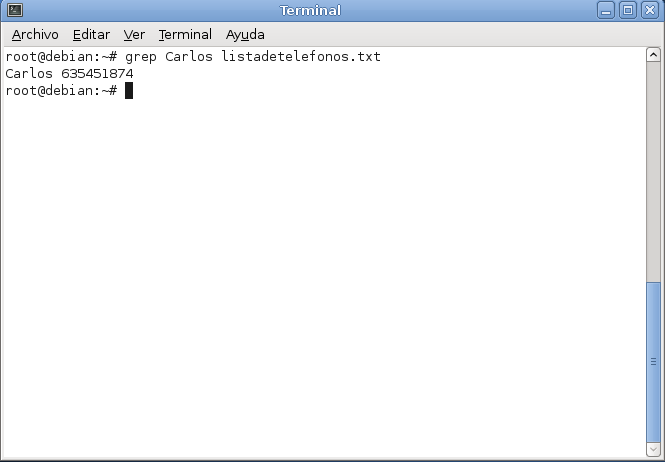 Terminal
Archivo Editar Ver Terminal Ayuda
root@debian:~# grep Carlos listadetelefonos.txt
Carlos 635451874
root@debian:~#